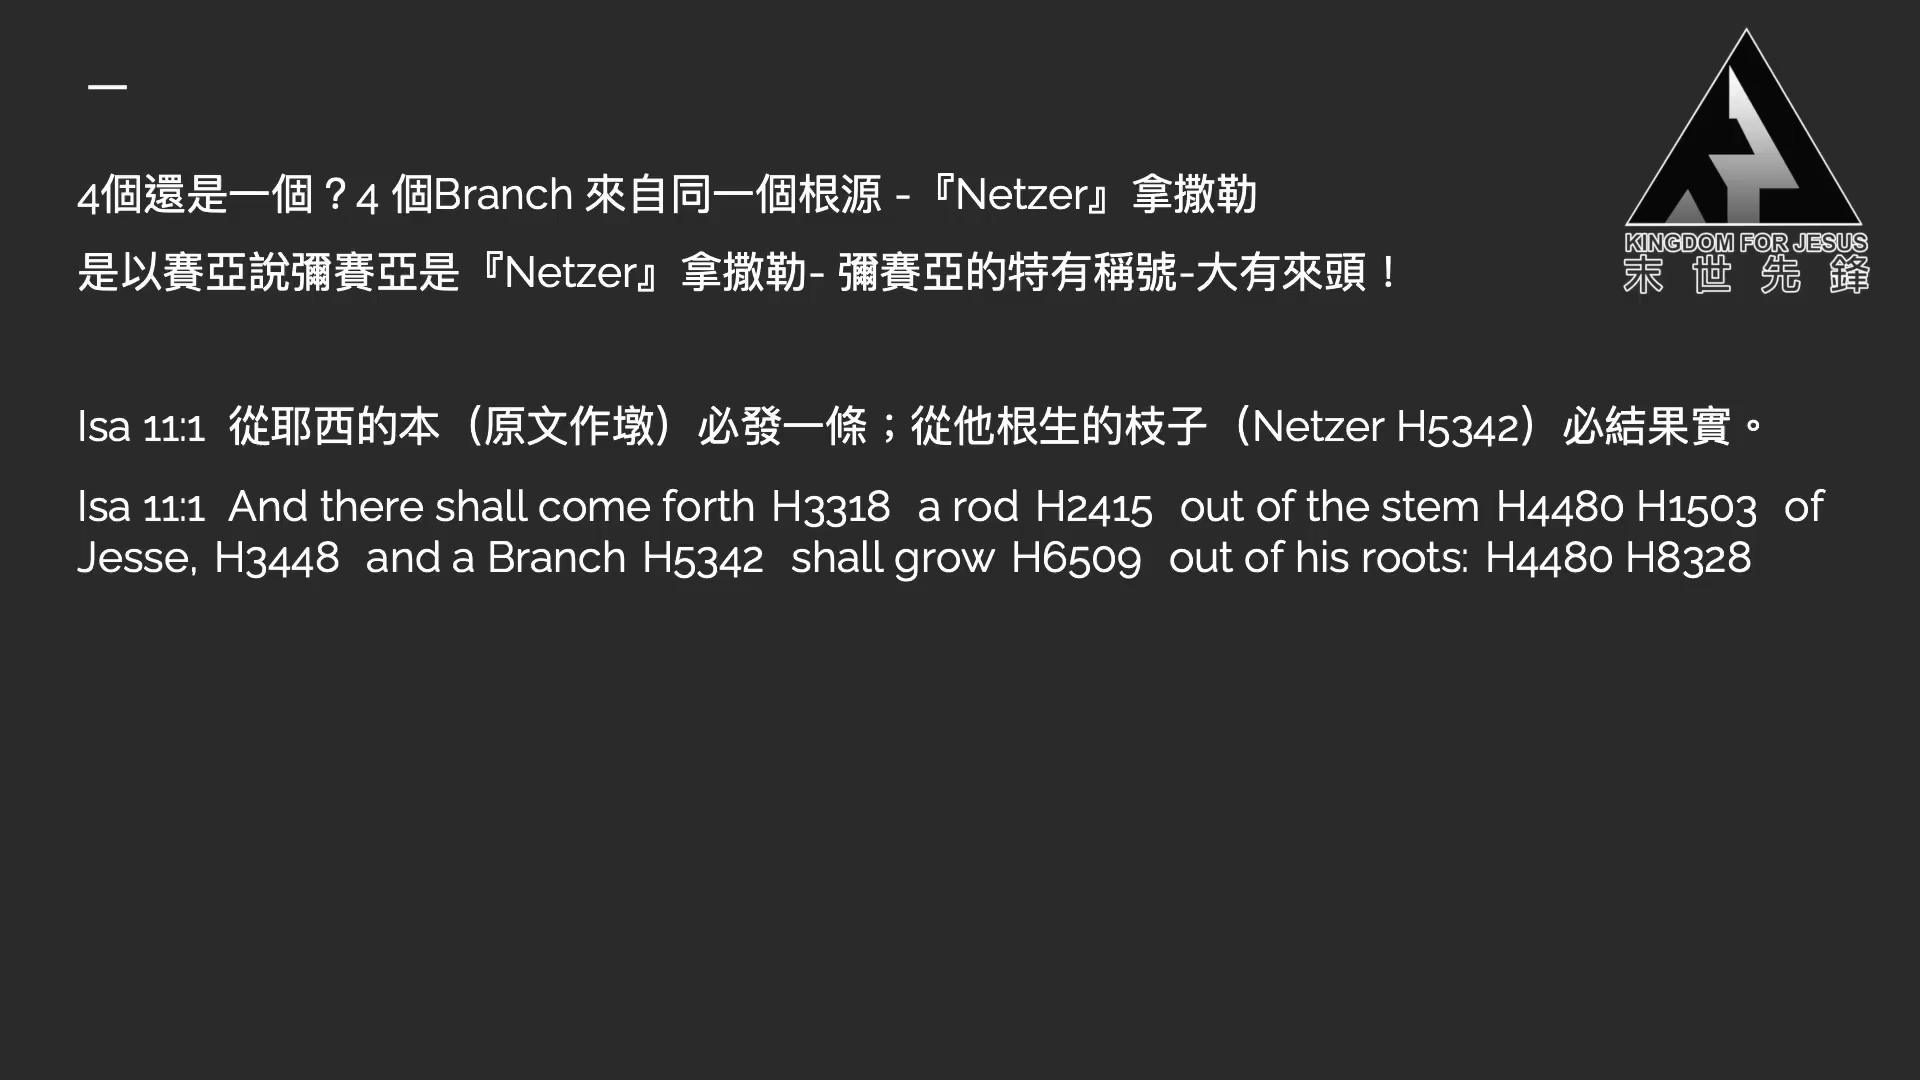 4個還是一個？4 個Branch 來自同一個根源 -『Netzer』拿撒勒
是以賽亞說彌賽亞是『Netzer』拿撒勒- 彌賽亞的特有稱號-大有來頭！
Isa 11:1 從耶西的本（原文作墩）必發一條；從他根生的枝子（Netzer H5342）必結果實。
Isa 11:1 And there shall come forth H3318 a rod H2415 out of the stem H4480 H1503 of
Jesse, H3448 and a Branch H5342 shall grow H6509 out of his roots: H4480 H8328
KINGDOM FOR JESUS
末世先鋒